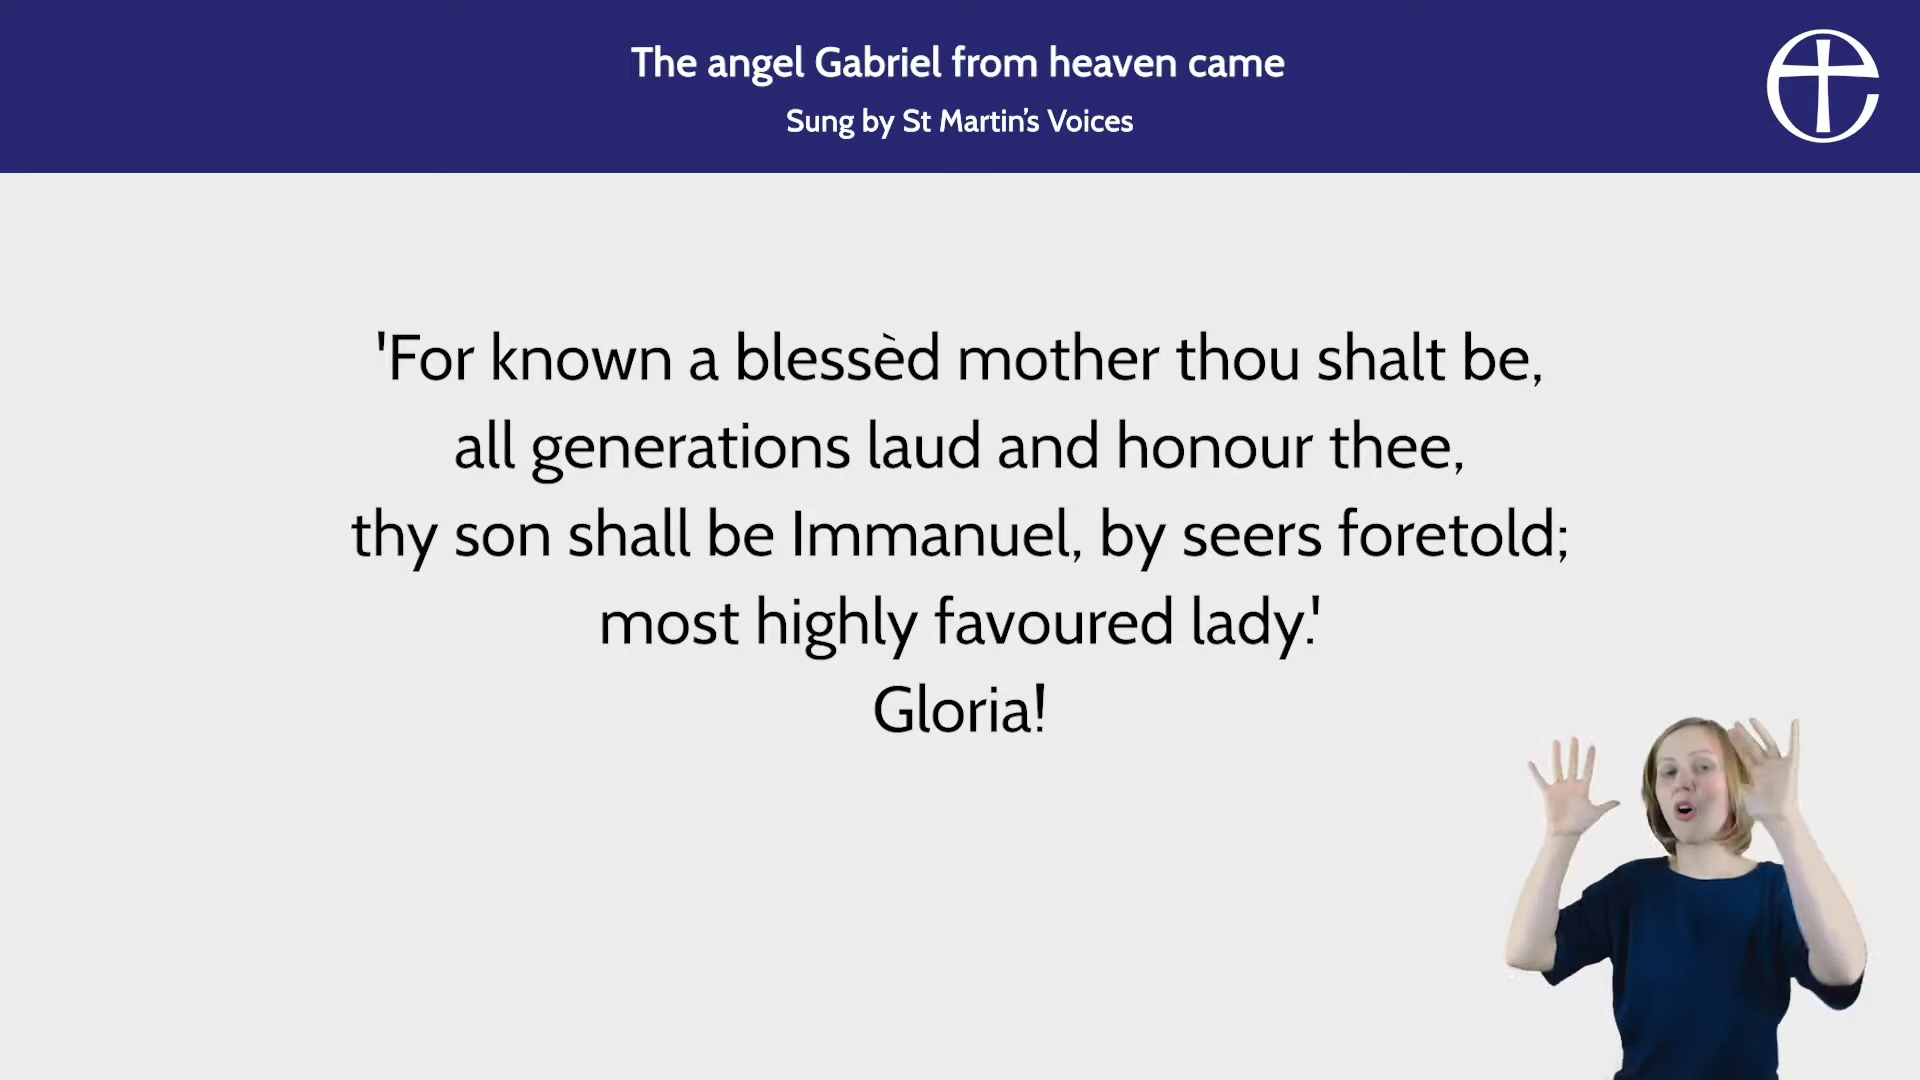 The angel Gabriel from heaven came
Sung by St Martin's Voices
'For known a blessèd mother thou shalt be,
all generations laud and honour thee,
thy son shall be Immanuel, by seers foretold;
most highly favoured lady.'
Gloria!